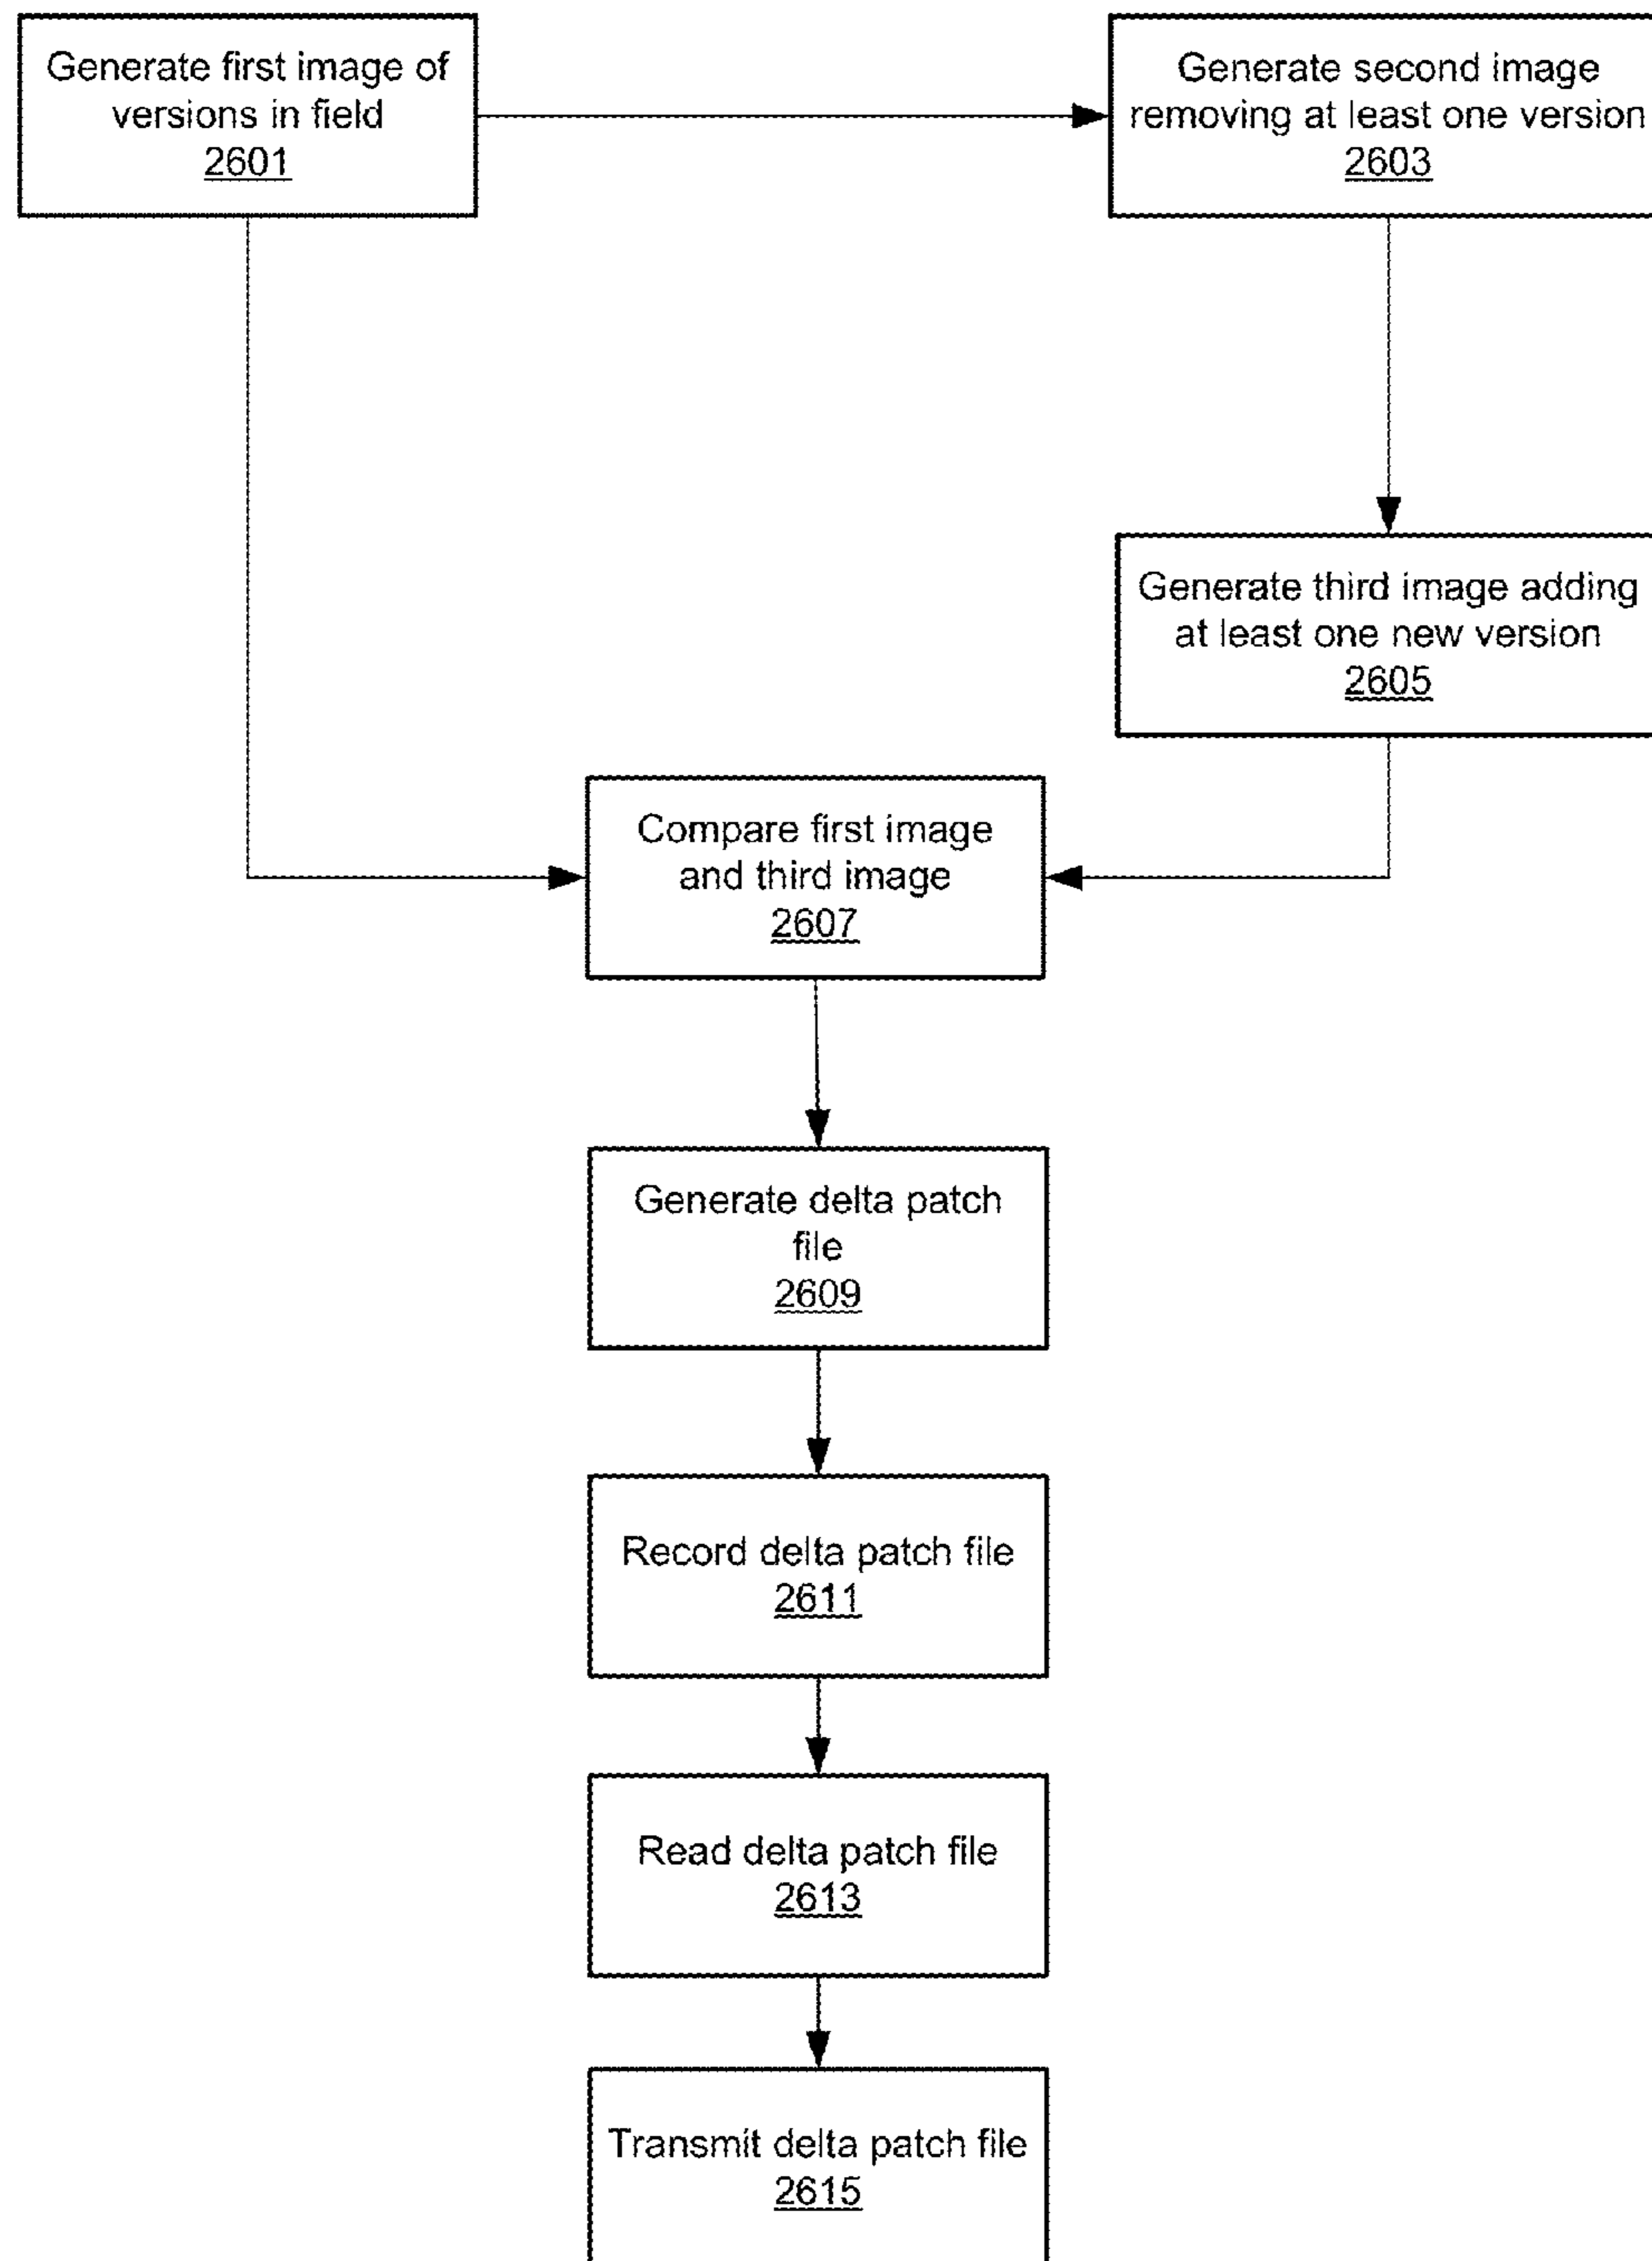 Generate first image of
versions in field
2601
Generate second image
removing at least one version
2603
Generate third image adding
at least one new version
2605
Compare first image
and third image
2607
Generate delta patch
file
2609
Record delta patch file
2611
Read delta patch file
2613
Transmit delta patch file
2615